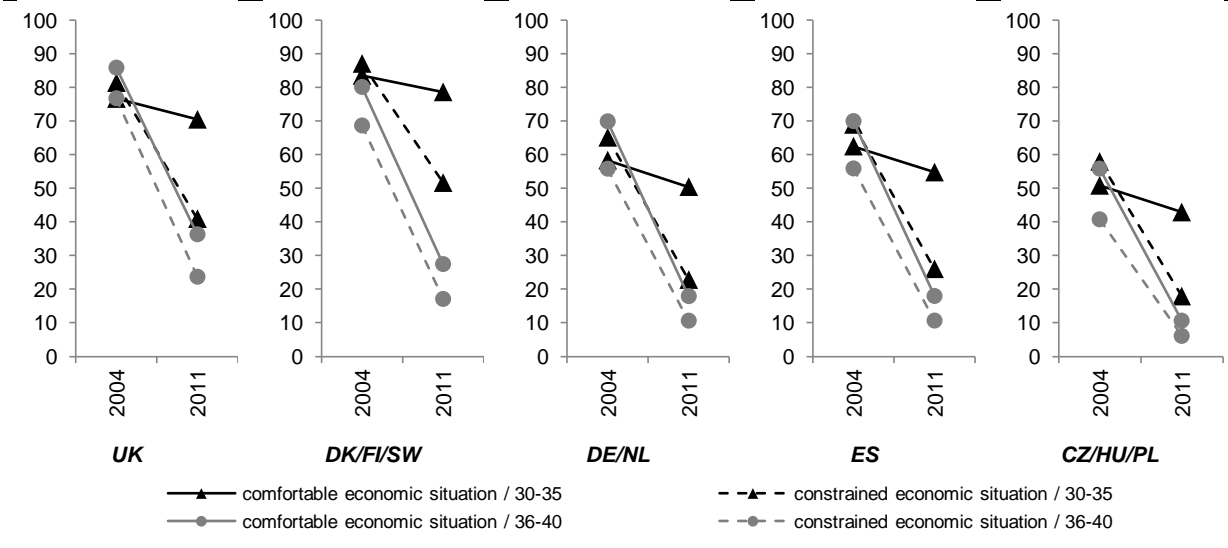 100 100 100 100 100
90 90 90 90 90
80 80 80 80 80
70 70 70 70 70
60 60 60 60 60
50 50 50 50 50
40 40 40 40 40
30 30 30 30 30
20 20 20 20 20
10 10 10 10 10
0 0 0 0 0
2004 2011 2004 2011 2004 2011 2004 2011 2004 2011
UK DK/FI/SW DE/NL ES CZ/HU/PL
comfortable economic situation / 30-35 constrained economic situation / 30-35
comfortable economic situation / 36-40 constrained economic situation / 36-40